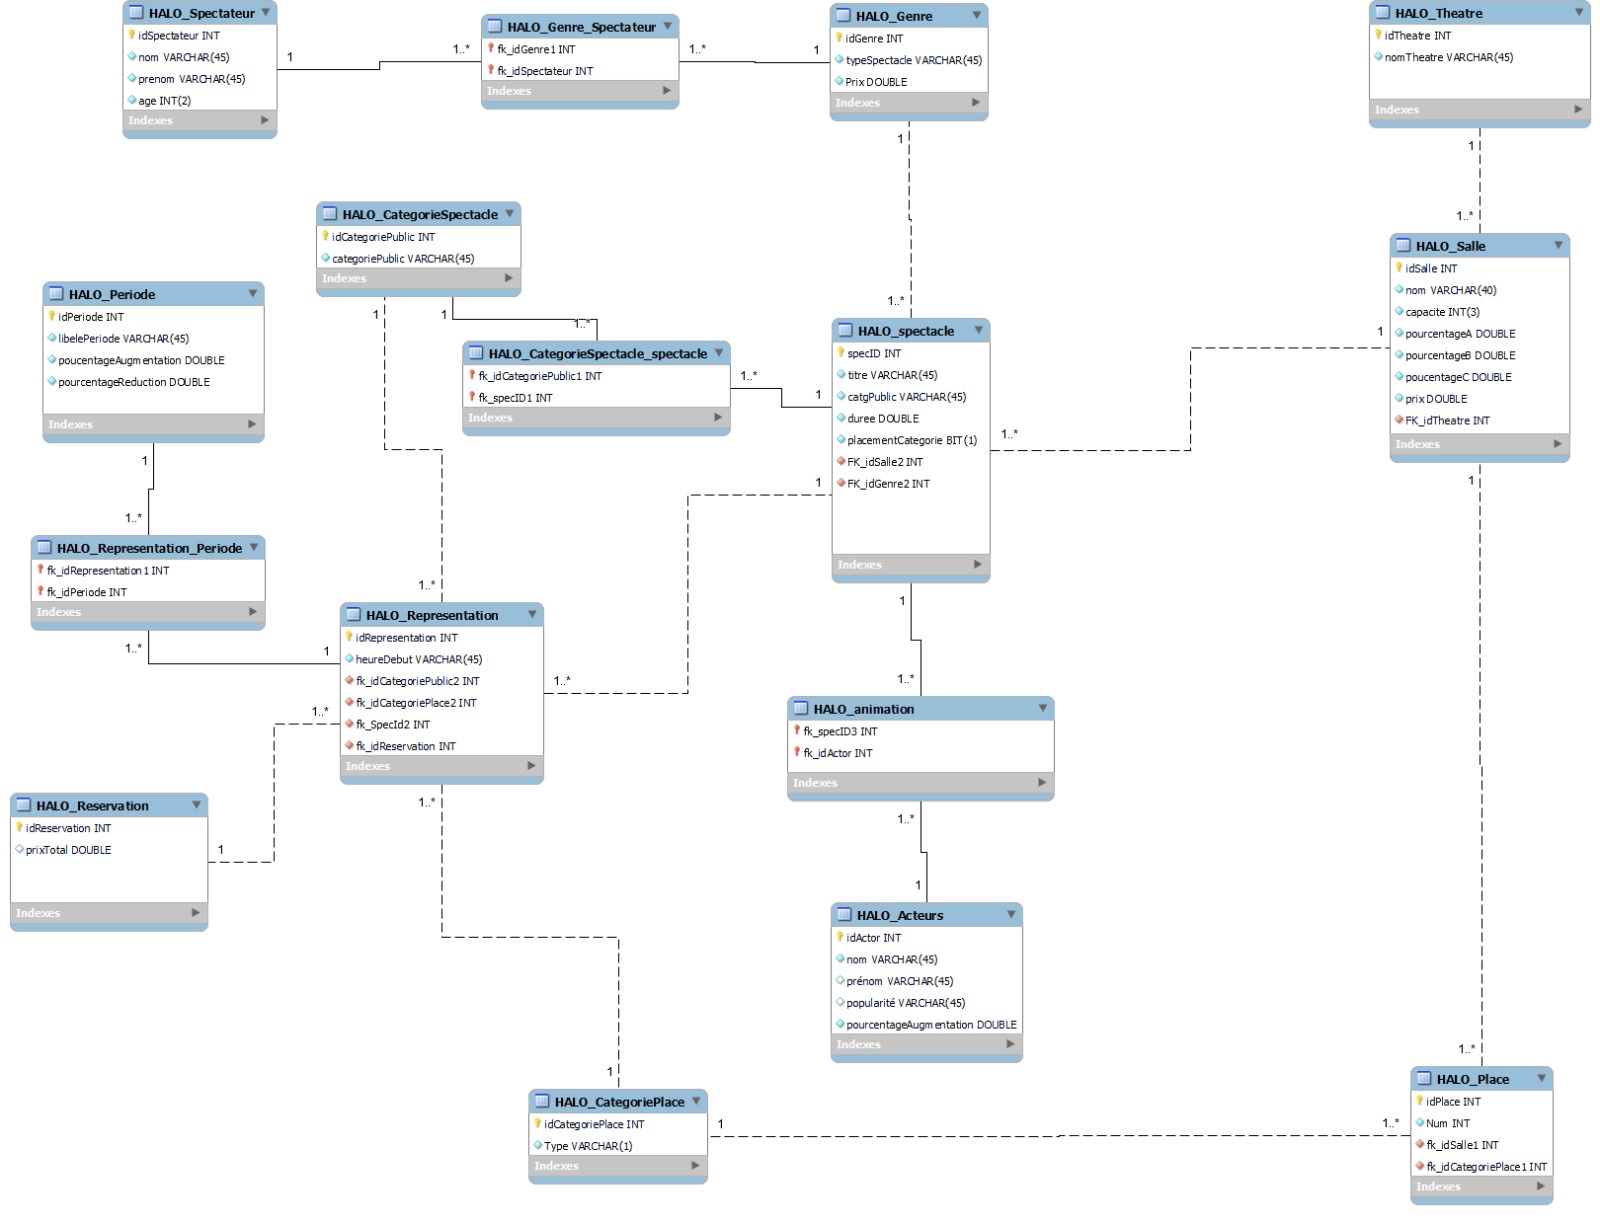 HALO_Spectateur
idSpectateur INT
nom VARCHAR(45)
prenom VARCHAR(45)
age INT(2)
Indexes
1
1..*
HALO_Genre_Spectateur
fk_idGenre1 INT
fk_idSpectateur INT
Indexes
1..*
1
HALO_Genre
idGenre INT
typeSpectacle VARCHAR(45)
Prix DOUBLE
Indexes
1
1..*
HALO_Theatre
idTheatre INT
nomTheatre VARCHAR(45)
Indexes
1
1..*
HALO_CategorieSpectacle
idCategoriePublic INT
categoriePublic VARCHAR(45)
Indexes
1
1
1..*
HALO_Periode
idPeriode INT
libelePeriode VARCHAR(45)
poucentageAugmentation DOUBLE
pourcentageReduction DOUBLE
Indexes
1
1..*
HALO_CategorieSpectacle_spectacle
fk_idCategoriePublic1 INT
fk_specID1 INT
Indexes
1..*
1
HALO_spectacle
specID INT
titre VARCHAR(45)
catgPublic VARCHAR(45)
duree DOUBLE
placementCategorie BIT(1)
FK_idSalle2 INT
FK_idGenre2 INT
Indexes
1..*
1
1
HALO_Salle
idSalle INT
nom VARCHAR(40)
capacite INT(3)
pourcentageA DOUBLE
pourcentageB DOUBLE
poucentageC DOUBLE
prix DOUBLE
FK_idTheatre INT
Indexes
1
HALO_Representation_Periode
fk_idRepresentation1 INT
fk_idPeriode INT
Indexes
1..*
1
1..*
HALO_Representation
idRepresentation INT
heureDebut VARCHAR(45)
fk_idCategoriePublic2 INT
fk_idCategoriePlace2 INT
fk_SpecId2 INT
fk_idReservation INT
Indexes
1..*
1..*
1..*
1
1..*
HALO_animation
fk_specID3 INT
fk_idActor INT
Indexes
1..*
1
HALO_Reservation
idReservation INT
prixTotal DOUBLE
Indexes
1
HALO_Acteurs
idActor INT
nom VARCHAR(45)
prénom VARCHAR(45)
popularité VARCHAR(45)
pourcentageAugmentation DOUBLE
Indexes
1
HALO_CategoriePlace
idCategoriePlace INT
Type VARCHAR(1)
Indexes
1
1..*
1..*
HALO_Place
idPlace INT
Num INT
fk_idSalle1 INT
fk_idCategoriePlace1 INT
Indexes